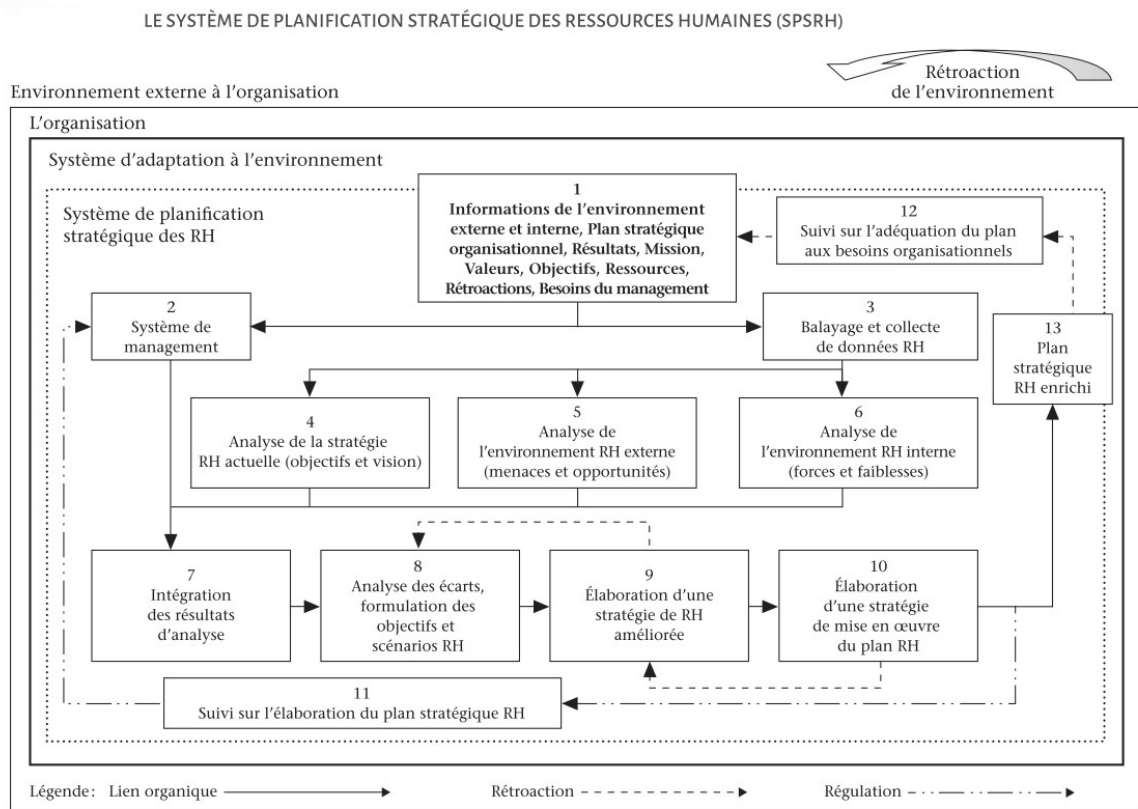 LE SYSTÈME DE PLANIFICATION STRATÉGIQUE DES RESSOURCES HUMAINES (SPSRH)
Rétroaction
de l'environnement
Environnement externe à l'organisation
L'organisation
Système d'adaptation à l'environnement
Système de planification
stratégique des RH
1
Informations de l'environnement
externe et interne, Plan stratégique
organisationnel, Résultats, Mission,
Valeurs, Objectifs, Ressources,
Rétroactions, Besoins du management
12
Suivi sur l'adéquation du plan
aux besoins organisationnels
2
Système de
management
3
Balayage et collecte
de données RH
13
Plan
stratégique
RH enrichi
4
Analyse de la stratégie
RH actuelle (objectifs et vision)
5
Analyse de
l'environnement RH externe
(menaces et opportunités)
6
Analyse de
l'environnement RH interne
(forces et faiblesses)
7
Intégration
des résultats
d'analyse
8
Analyse des écarts,
formulation des
objectifs et
scénarios RH
9
Élaboration d'une
stratégie de RH
améliorée
10
Élaboration
d'une stratégie
de mise en œuvre
du plan RH
11
Suivi sur l'élaboration du plan stratégique RH
Légende : Lien organique
Rétroaction
Régulation